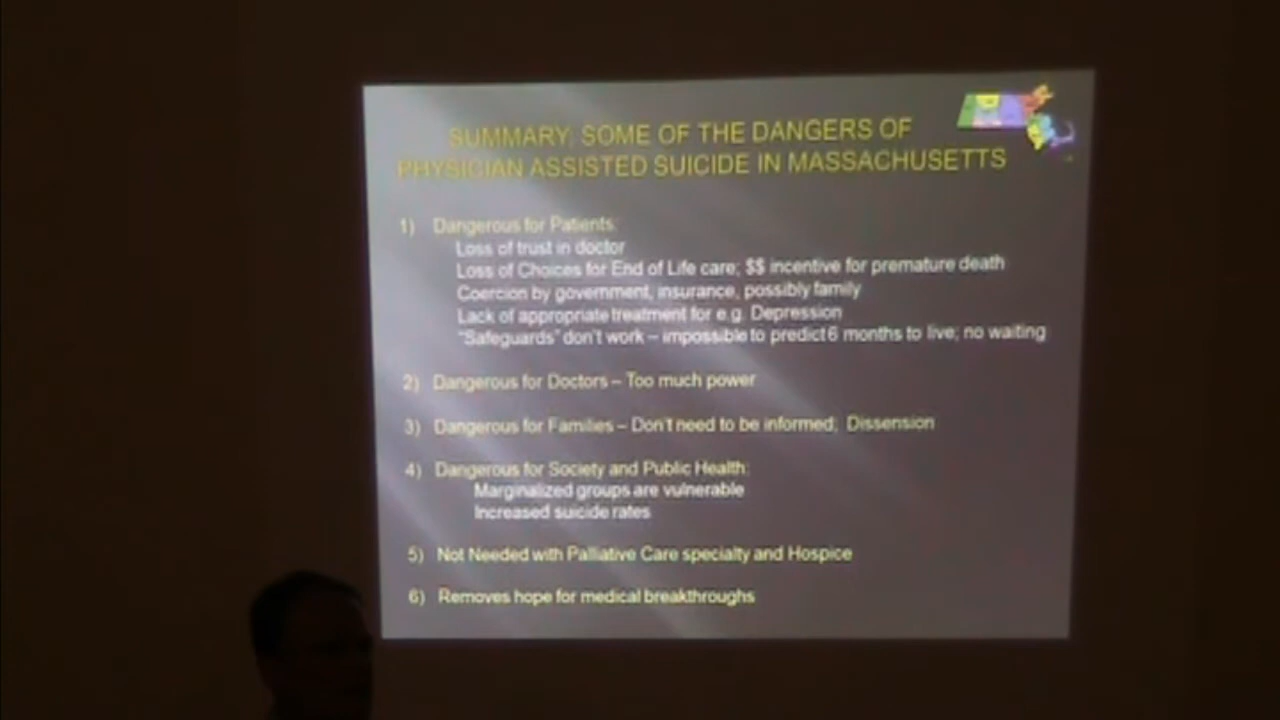 SUMMARY; SOME OF THE DANGERS OF
PHYSICIAN ASSISTED SUICIDE IN MASSACHUSETTS
1) Dangerous for Patients:
Loss of trust in doctor
Loss of Choices for End of Life care; $$ incentive for premature death
Coercion by government, insurance, possibly family
Lack of appropriate treatment for e.g. Depression
"Safeguards" don't work – impossible to predict 6 months to live; no waiting
2) Dangerous for Doctors – Too much power
3) Dangerous for Families – Don't need to be informed; Dissension
4) Dangerous for Society and Public Health:
Marginalized groups are vulnerable
Increased suicide rates
5) Not Needed with Palliative Care specialty and Hospice
6) Removes hope for medical breakthroughs